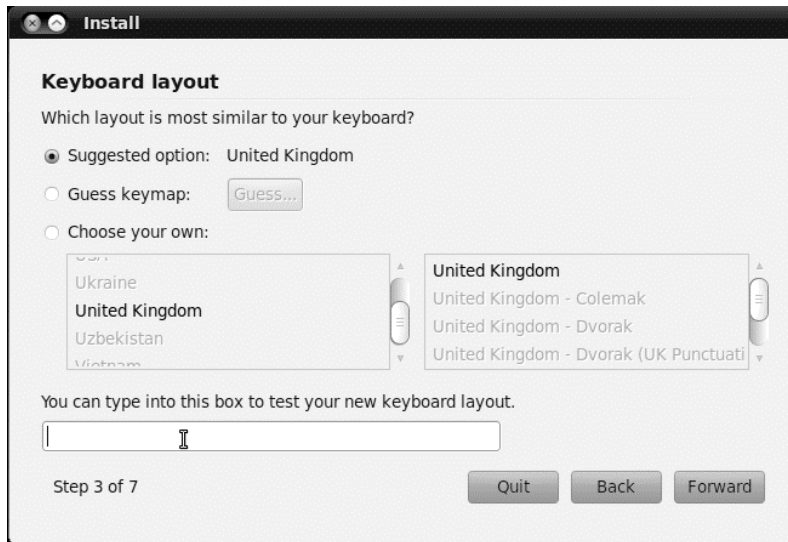 Install
Keyboard layout
Which layout is most similar to your keyboard?
Suggested option: United Kingdom
Guess keymap: Guess...
Choose your own:
USA
Ukraine
United Kingdom
Uzbekistan
Vietnam
United Kingdom
United Kingdom - Colemak
United Kingdom - Dvorak
United Kingdom - Dvorak (UK Punctuati
You can type into this box to test your new keyboard layout.
Step 3 of 7
Quit Back Forward